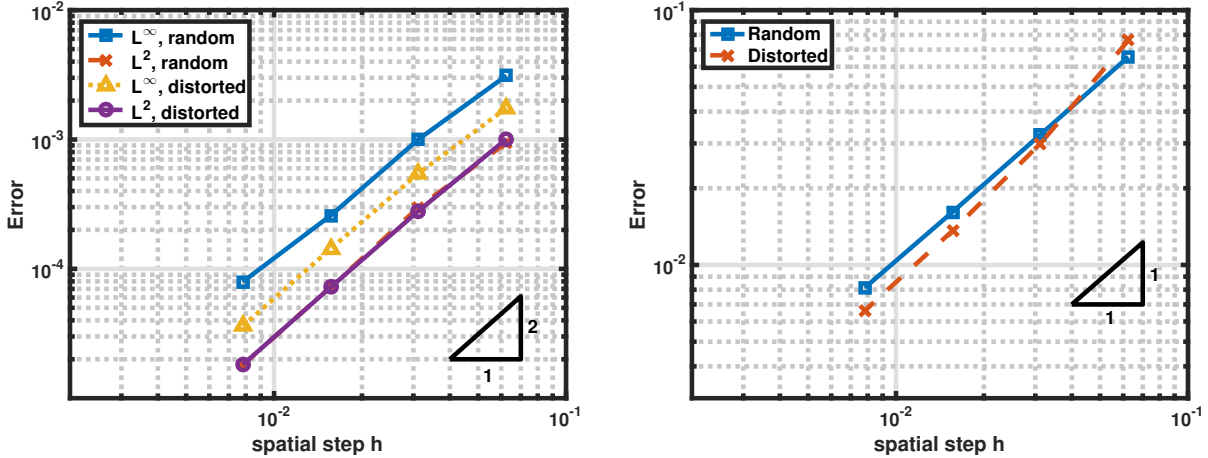 10^-2
L^∞, random
L^2, random
L^∞, distorted
L^2, distorted
10^-3
10^-4
Error
2
1
10^-2
10^-1
spatial step h
10^-1
Random
Distorted
10^-2
Error
1
1
10^-2
10^-1
spatial step h